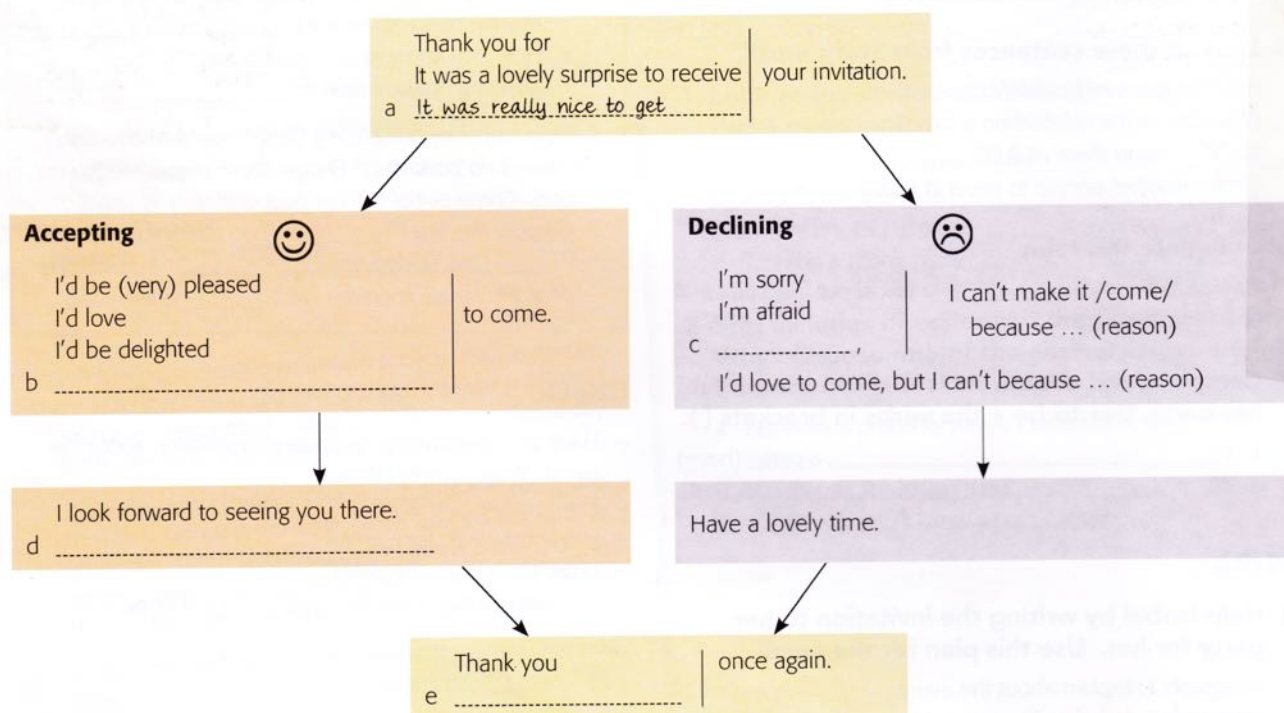 Thank you for
It was a lovely surprise to receive
your invitation.
a It was really nice to get
Accepting
I'd be (very) pleased
I'd love
I'd be delighted
to come.
b
Declining
I'm sorry
I'm afraid
c ,
I can't make it /come/
because ... (reason)
I'd love to come, but I can't because ... (reason)
I look forward to seeing you there.
d
Have a lovely time.
Thank you
e
once again.